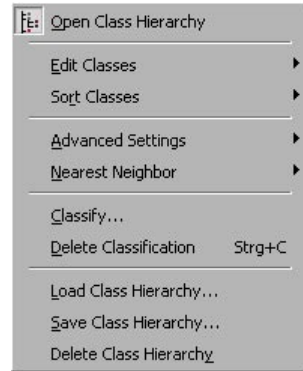 Open Class Hierarchy
Edit Classes
Sort Classes
Advanced Settings
Nearest Neighbor
Classify...
Delete Classification Strg+C
Load Class Hierarchy...
Save Class Hierarchy...
Delete Class Hierarchy